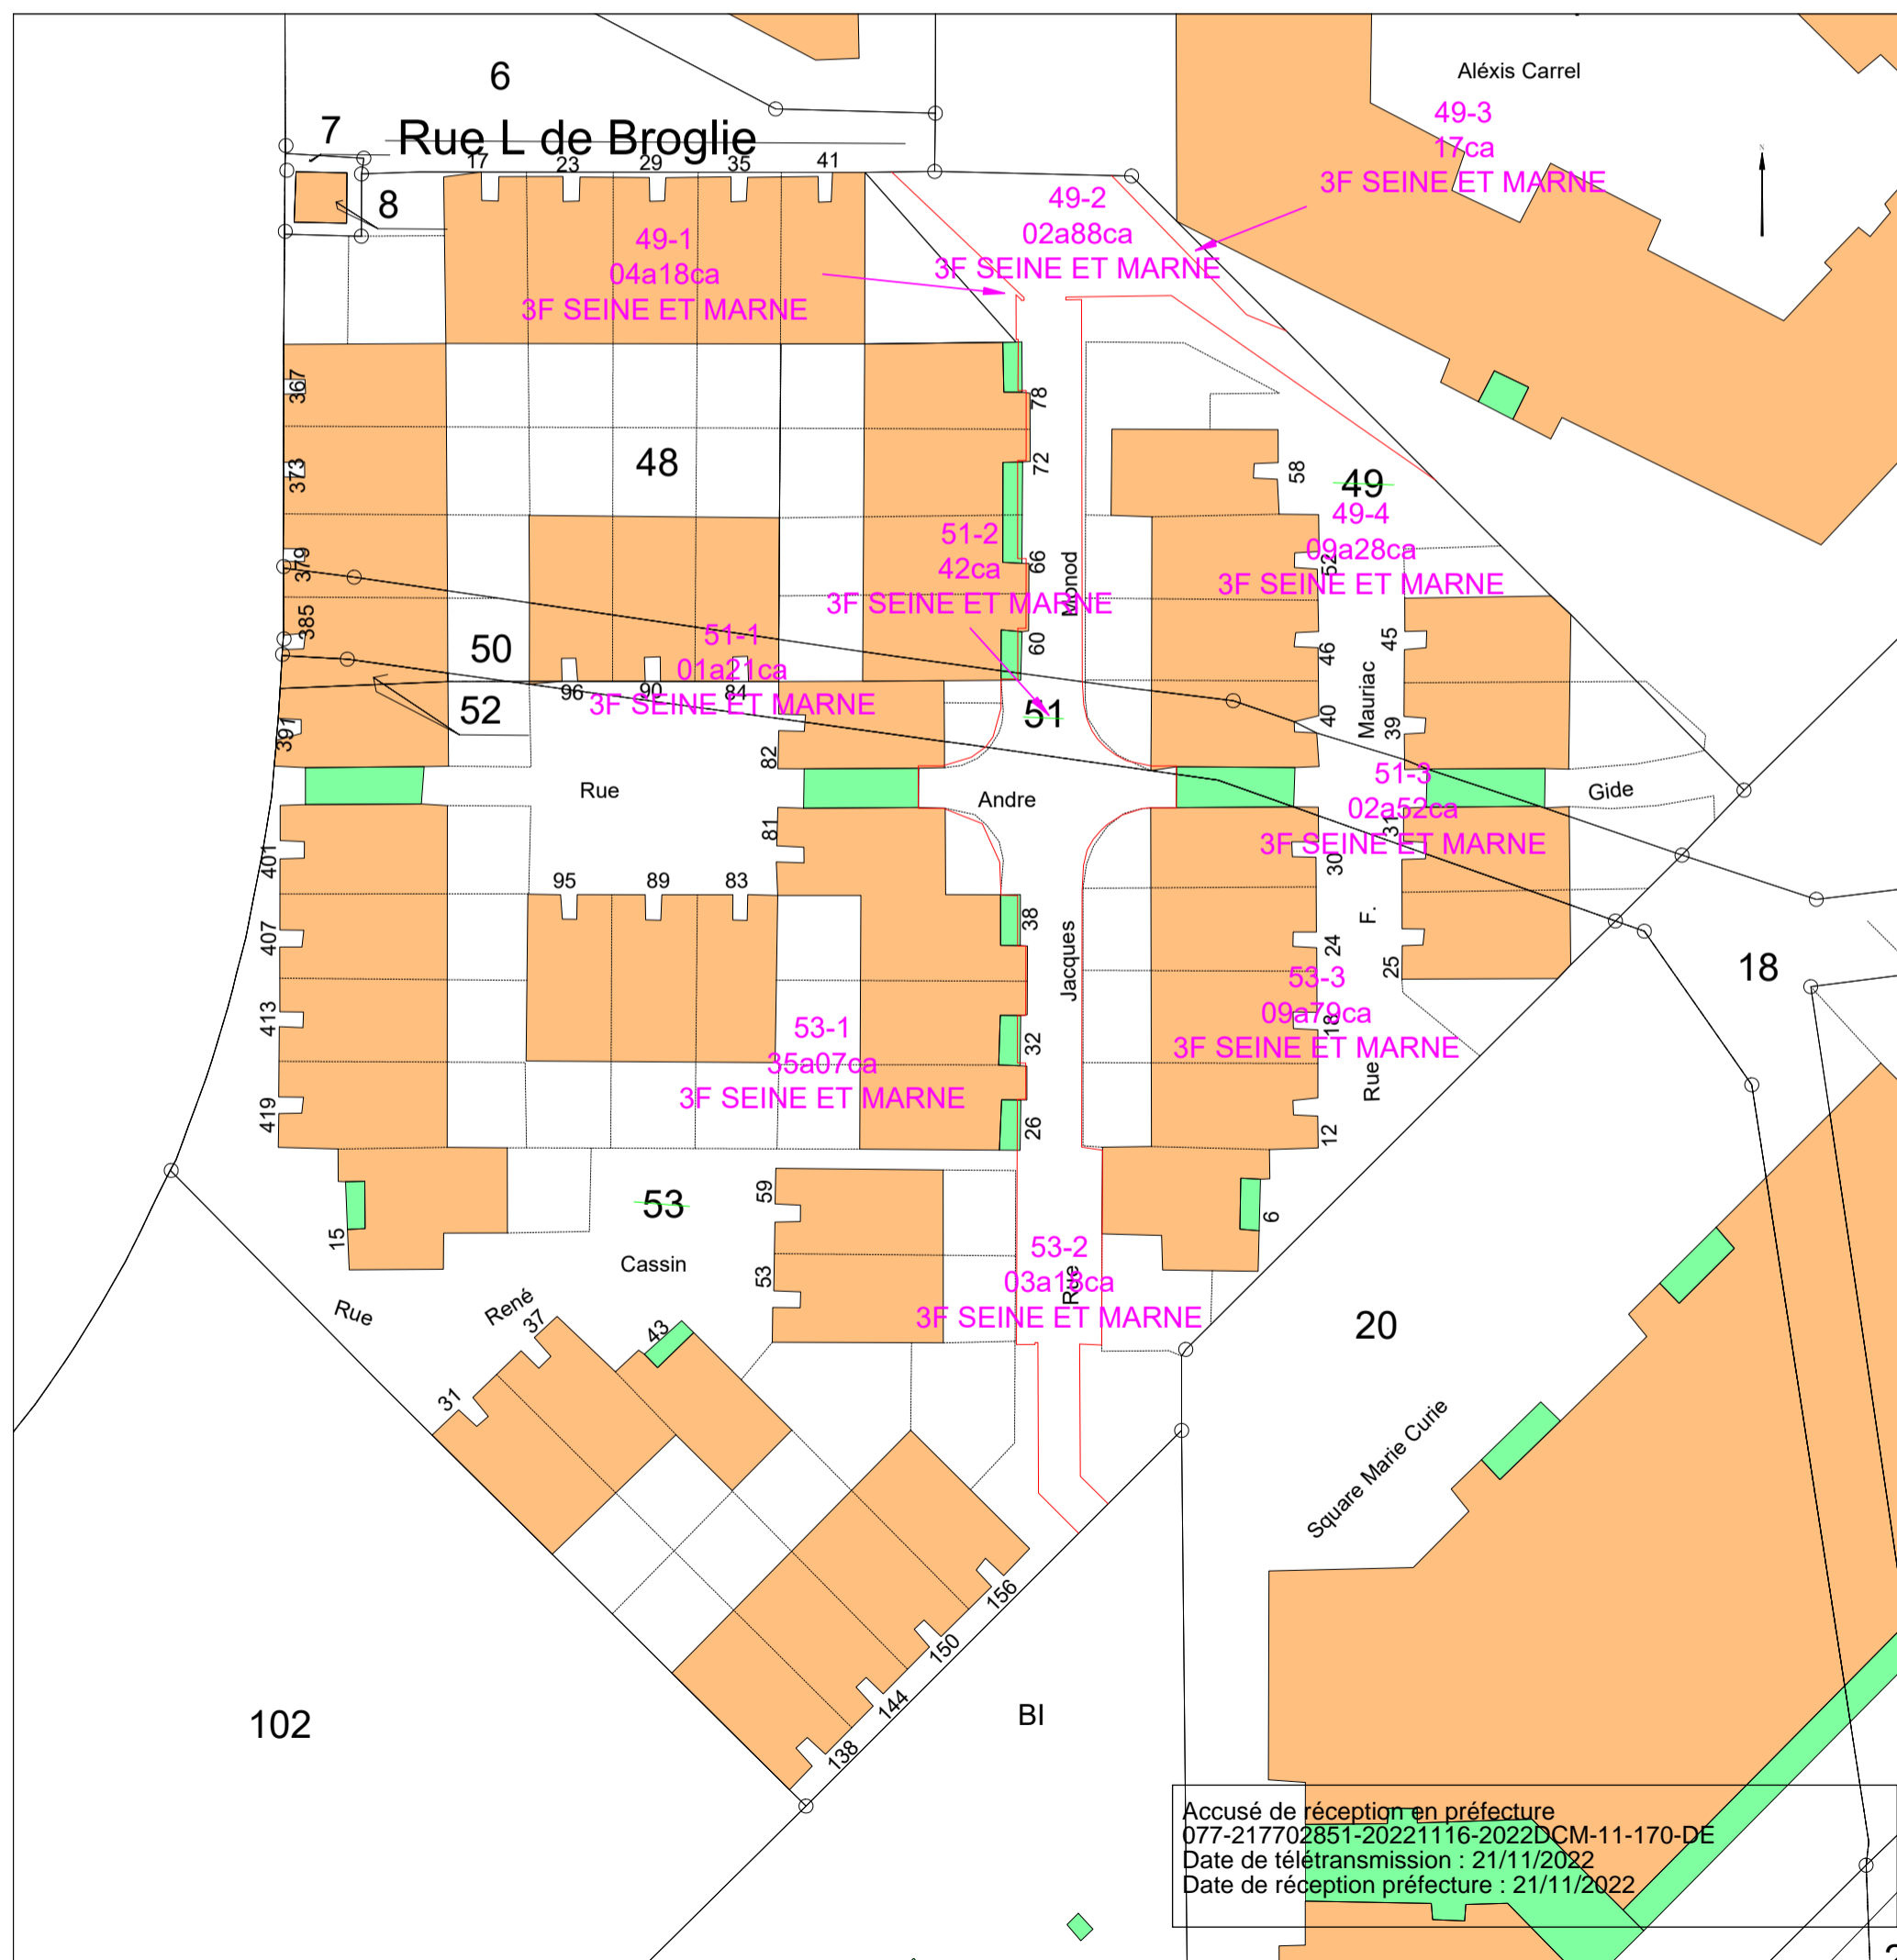 6
7
Rue L de Broglie
17
23
29
35
41
8
Aléxis Carrel
49-3
17ca
3F SEINE ET MARNE
N
49-2
02a88ca
3F SEINE ET MARNE
49-1
04a18ca
3F SEINE ET MARNE
367
373
379
385
391
48
78
72
66
60
Monod
58
49
49-4
09a28ca
3F SEINE ET MARNE
52
46
40
45
39
Mauriac
51-2
42ca
3F SEINE ET MARNE
50
51-1
01a21ca
3F SEINE ET MARNE
96
90
84
52
51
82
Rue
Andre
Gide
51-3
02a52ca
3F SEINE ET MARNE
81
31
30
401
407
413
419
95
89
83
38
32
26
Jacques
F.
24
25
18
12
Rue
18
53-3
09a79ca
3F SEINE ET MARNE
53-1
35a07ca
3F SEINE ET MARNE
53
59
53
15
6
Cassin
René
Rue
53-2
03a18ca
3F SEINE ET MARNE
Rue
37
43
31
20
Square Marie Curie
156
150
144
138
102
BI
Accusé de réception en préfecture
077-217702851-20221116-2022DCM-11-170-DE
Date de télétransmission : 21/11/2022
Date de réception préfecture : 21/11/2022